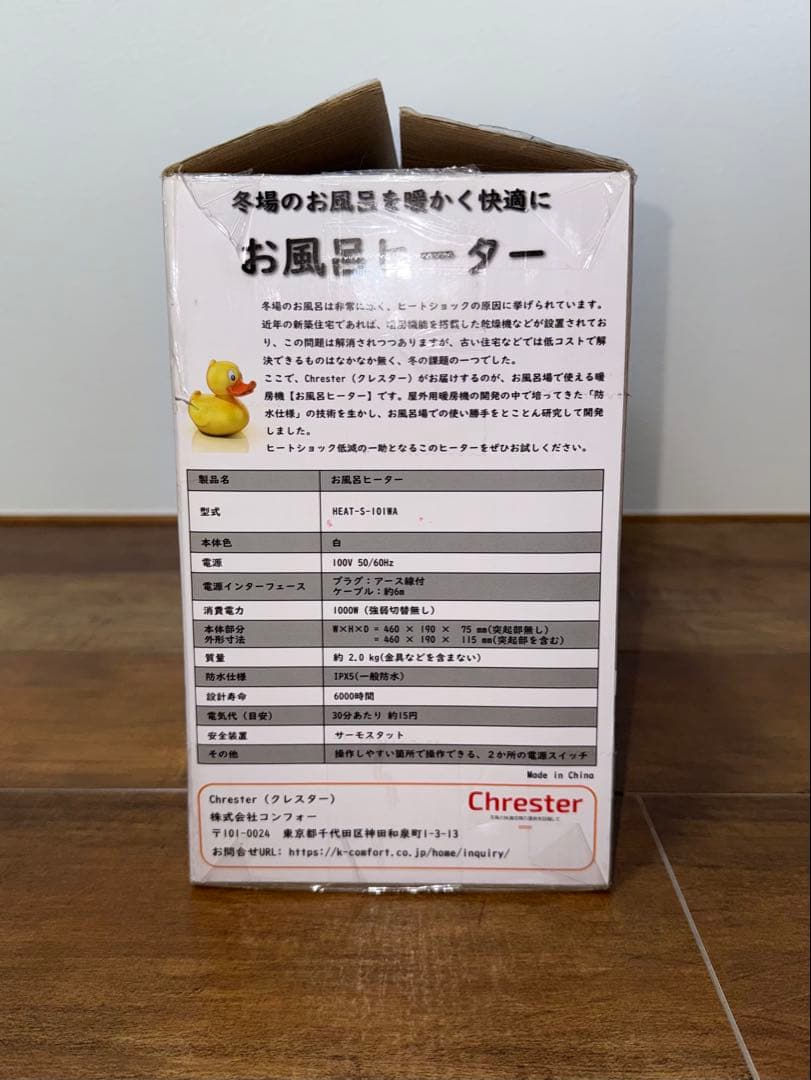 冬場のお風呂を暖かく快適に
お風呂ヒーター
冬場のお風呂は非常に寒く、ヒートショックの原因に挙げられています。
近年の新築住宅であれば、暖房機能を搭載した乾燥機などが設置されてお
り、この問題は解消されつつありますが、古い住宅などでは低コストで解
決できるものはなかなか無く、冬の課題の一つでした。
ここで、Chrester（クレスター）がお届けするのが、お風呂場で使える暖
房機【お風呂ヒーター】です。屋外用暖房機の開発の中で培ってきた「防
水仕様」の技術を生かし、お風呂場での使い勝手をとことん研究して開発
しました。
ヒートショック低減の一助となるこのヒーターをぜひお試しください。
製品名 お風呂ヒーター
型式 HEAT-S-101WA
本体色 白
電源 100V 50/60Hz
電源インターフェース プラグ：アース線付
ケーブル：約6m
消費電力 1000W（強弱切替無し）
本体部分 W×H×D = 460 × 190 × 75 mm(突起部無し)
外形寸法 = 460 × 190 × 115 mm(突起部を含む)
質量 約 2.0 kg(金具などを含まない)
防水仕様 IPX5(一般防水)
設計寿命 6000時間
電気代（目安） 30分あたり 約15円
安全装置 サーモスタット
その他 操作しやすい箇所で操作できる、２か所の電源スイッチ
Made in China
Chrester（クレスター）
Chrester
株式会社コンフォー
〒101-0024 東京都千代田区神田和泉町1-3-13
お問合せURL: https://k-comfort.co.jp/home/inquiry/